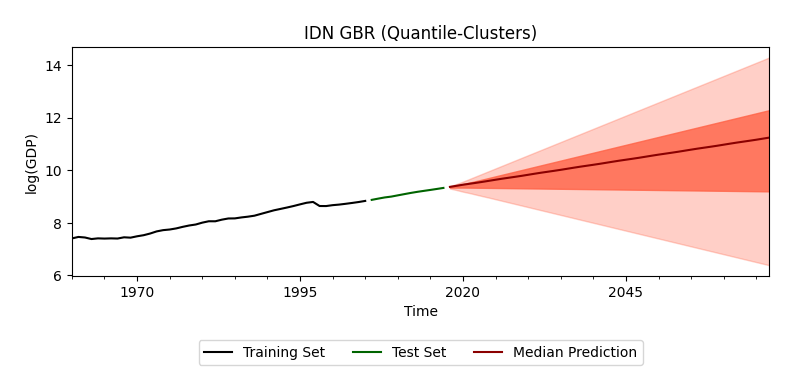 IDN GBR (Quantile-Clusters)
14
12
10
8
6
log(GDP)
1970 1995 2020 2045
Time
Training Set Test Set Median Prediction